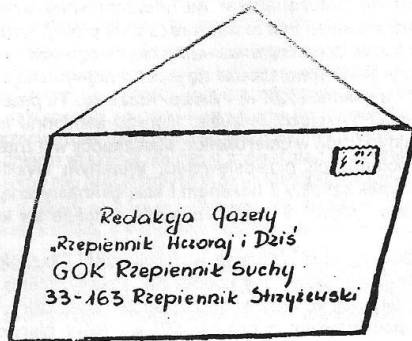 Redakcja Gazety
„Rzepiennik Wczoraj i Dziś
GOK Rzepiennik Suchy
33-163 Rzepiennik Strzyżewski